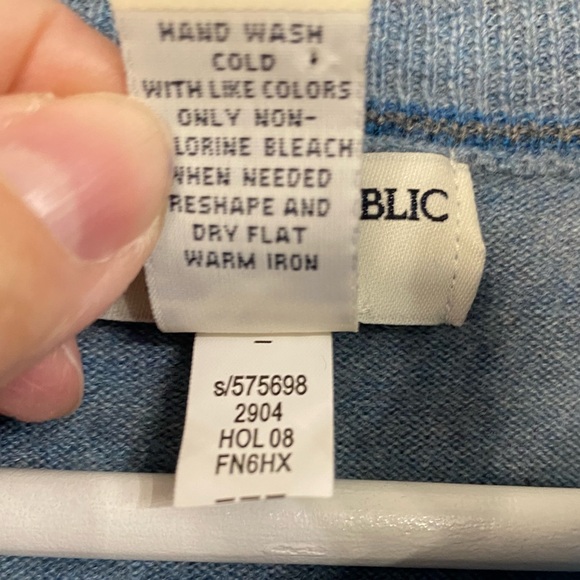 HAND WASH
COLD
WITH LIKE COLORS
ONLY NON-
LORINE BLEACH
WHEN NEEDED
RESHAPE AND
DRY FLAT
WARM IRON
BLIC
s/575698
2904
HOL 08
FN6HX